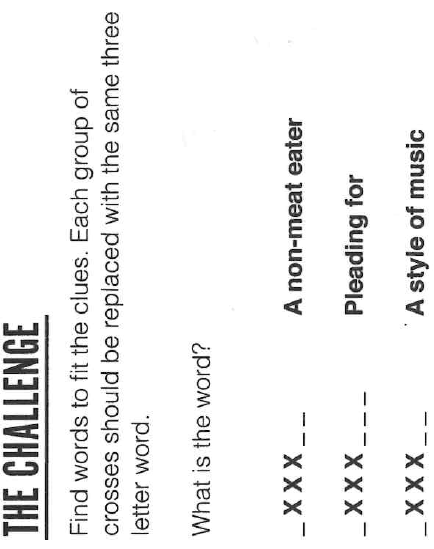 THE CHALLENGE
Find words to fit the clues. Each group of
crosses should be replaced with the same three
letter word.
What is the word?
_ X X X _ _ A non-meat eater
_ X X X _ _ _ Pleading for
_ X X X _ _ A style of music